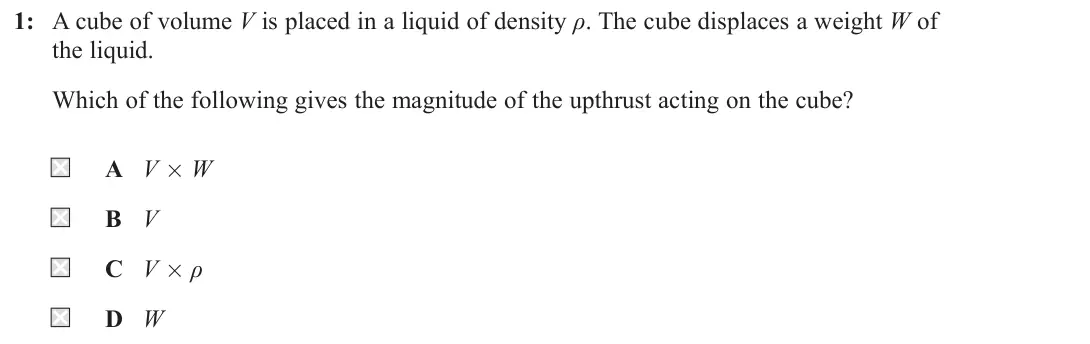 1: A cube of volume V is placed in a liquid of density ρ. The cube displaces a weight W of
the liquid.
Which of the following gives the magnitude of the upthrust acting on the cube?
A V × W
B V
C V × ρ
D W